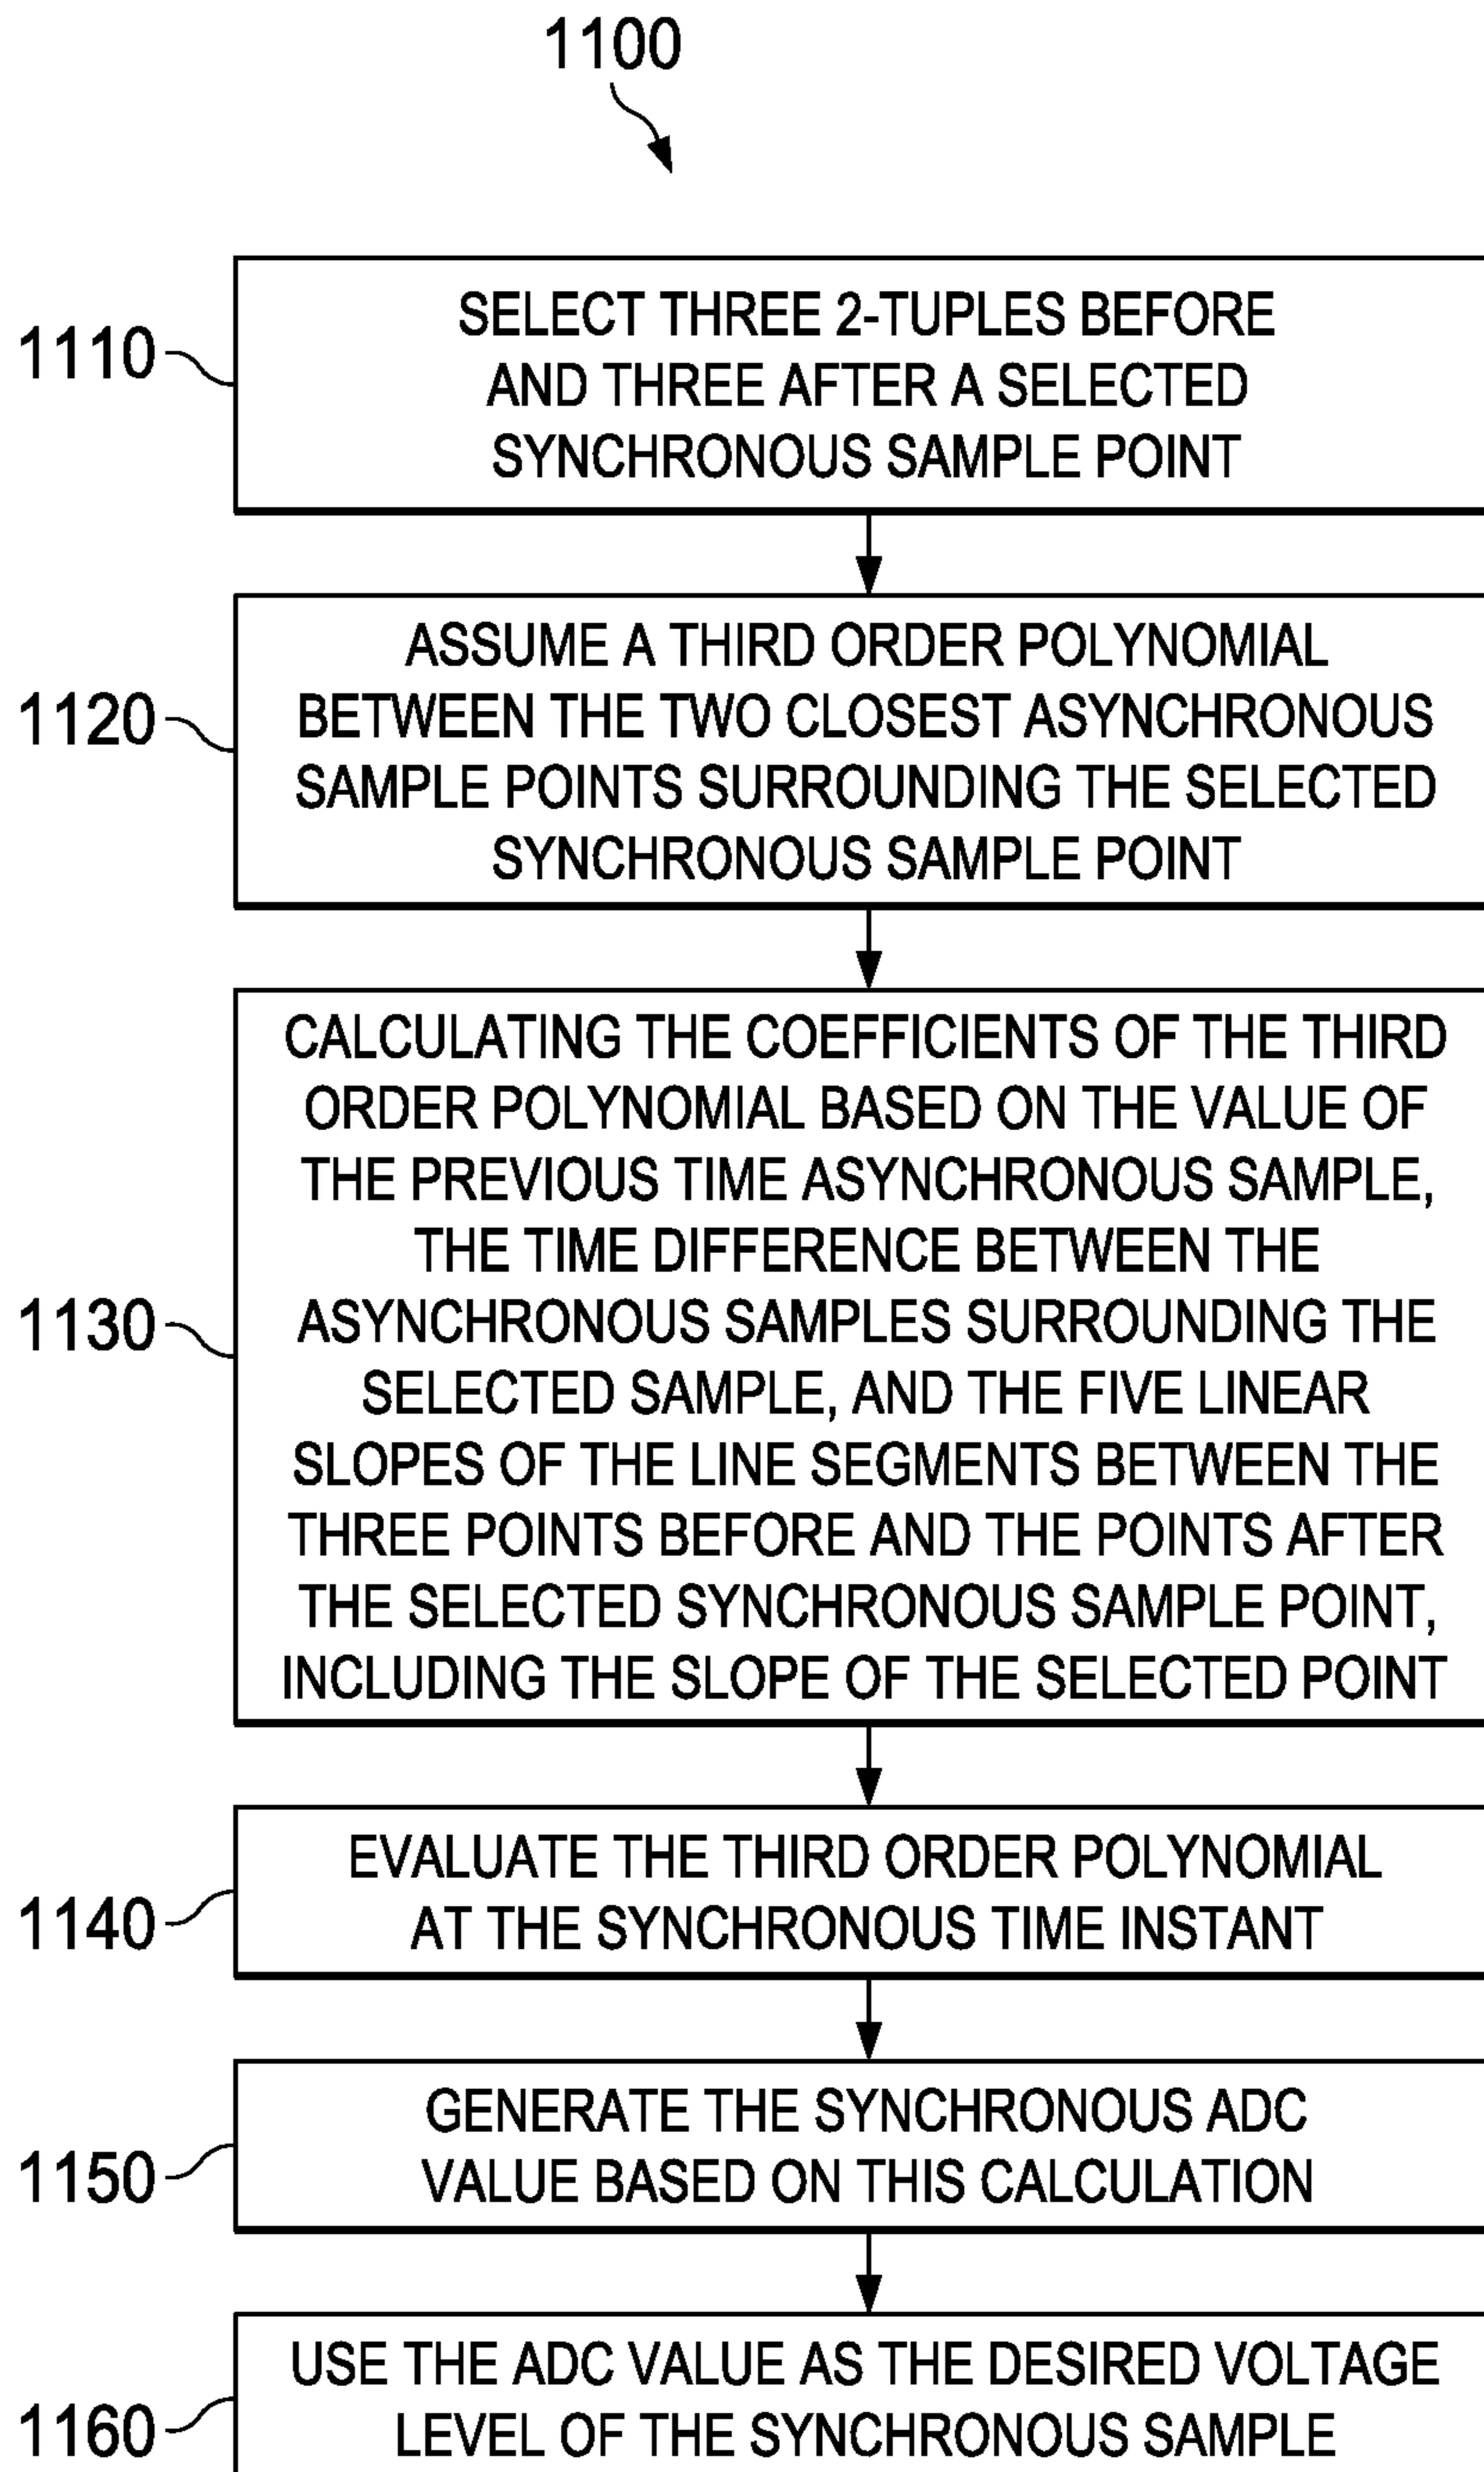 1100
1110
SELECT THREE 2-TUPLES BEFORE
AND THREE AFTER A SELECTED
SYNCHRONOUS SAMPLE POINT
1120
ASSUME A THIRD ORDER POLYNOMIAL
BETWEEN THE TWO CLOSEST ASYNCHRONOUS
SAMPLE POINTS SURROUNDING THE SELECTED
SYNCHRONOUS SAMPLE POINT
1130
CALCULATING THE COEFFICIENTS OF THE THIRD
ORDER POLYNOMIAL BASED ON THE VALUE OF
THE PREVIOUS TIME ASYNCHRONOUS SAMPLE,
THE TIME DIFFERENCE BETWEEN THE
ASYNCHRONOUS SAMPLES SURROUNDING THE
SELECTED SAMPLE, AND THE FIVE LINEAR
SLOPES OF THE LINE SEGMENTS BETWEEN THE
THREE POINTS BEFORE AND THE POINTS AFTER
THE SELECTED SYNCHRONOUS SAMPLE POINT,
INCLUDING THE SLOPE OF THE SELECTED POINT
1140
EVALUATE THE THIRD ORDER POLYNOMIAL
AT THE SYNCHRONOUS TIME INSTANT
1150
GENERATE THE SYNCHRONOUS ADC
VALUE BASED ON THIS CALCULATION
1160
USE THE ADC VALUE AS THE DESIRED VOLTAGE
LEVEL OF THE SYNCHRONOUS SAMPLE